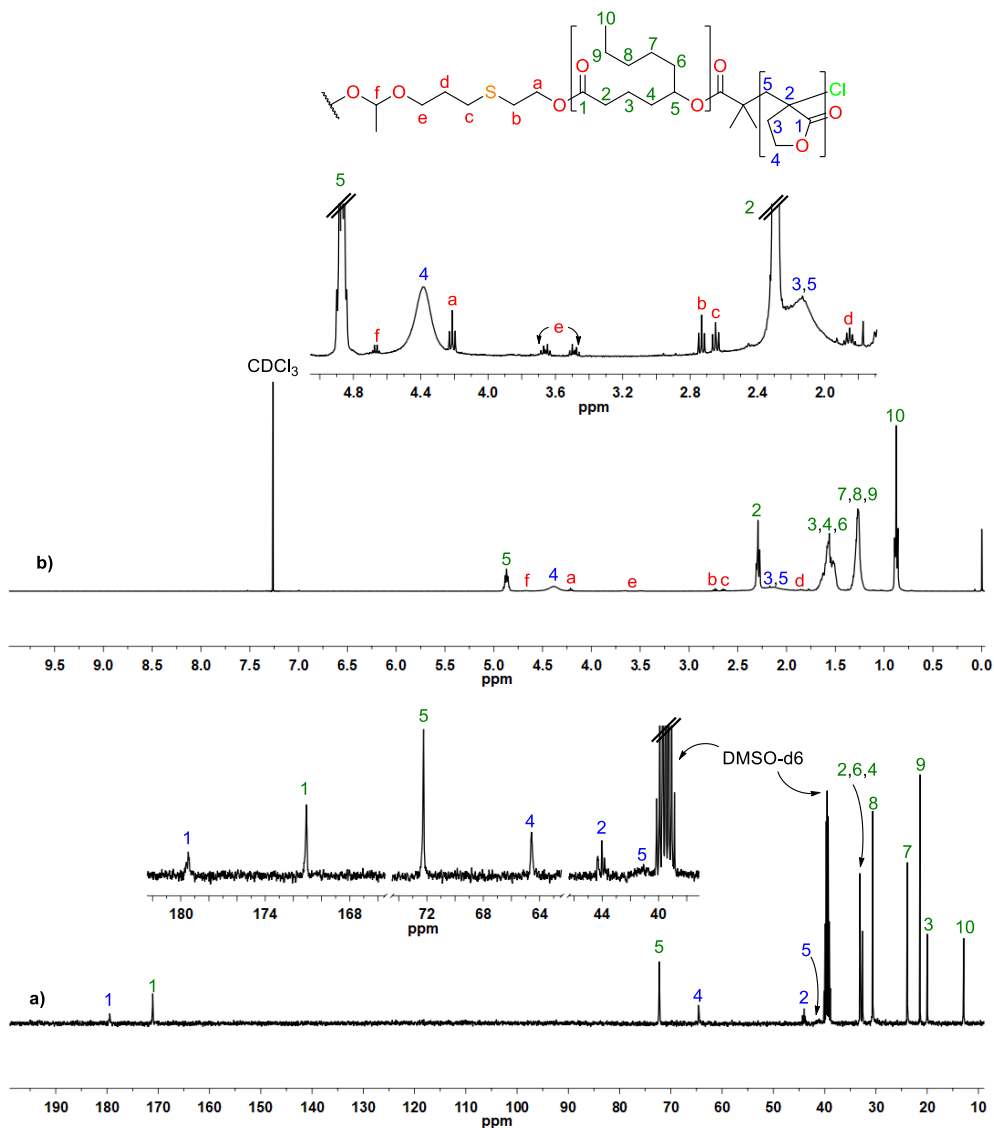 10
9
8
7
6
O
f
O
d
S
a
O
O
5
2
Cl
e
c
b
O
1
2
3
4
5
O
3
1
O
O
4
5
2
4
a
f
e
b
c
3,5
d
4.8 4.4 4.0 3.6 3.2 2.8 2.4 2.0
ppm
CDCl3
10
7,8,9
2
3,4,6
b)
5
f
4
a
e
b c
3,5
d
9.5 9.0 8.5 8.0 7.5 7.0 6.5 6.0 5.5 5.0 4.5 4.0 3.5 3.0 2.5 2.0 1.5 1.0 0.5 0.0
ppm
5
DMSO-d6
2,6,4
9
8
1
1
4
2
5
7
180 174 168 72 68 64 44 40
ppm
3
10
5
5
a)
1
1
4
2
190 180 170 160 150 140 130 120 110 100 90 80 70 60 50 40 30 20 10
ppm